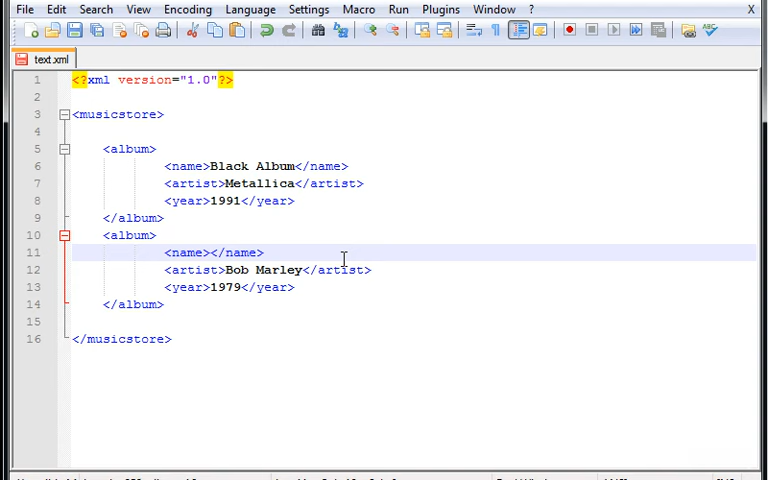 File Edit Search View Encoding Language Settings Macro Run Plugins Window ? X
text.xml
1 <?xml version="1.0"?>
2
3 <musicstore>
4
5 <album>
6 <name>Black Album</name>
7 <artist>Metallica</artist>
8 <year>1991</year>
9 </album>
10 <album>
11 <name></name>
12 <artist>Bob Marley</artist>
13 <year>1979</year>
14 </album>
15
16 </musicstore>